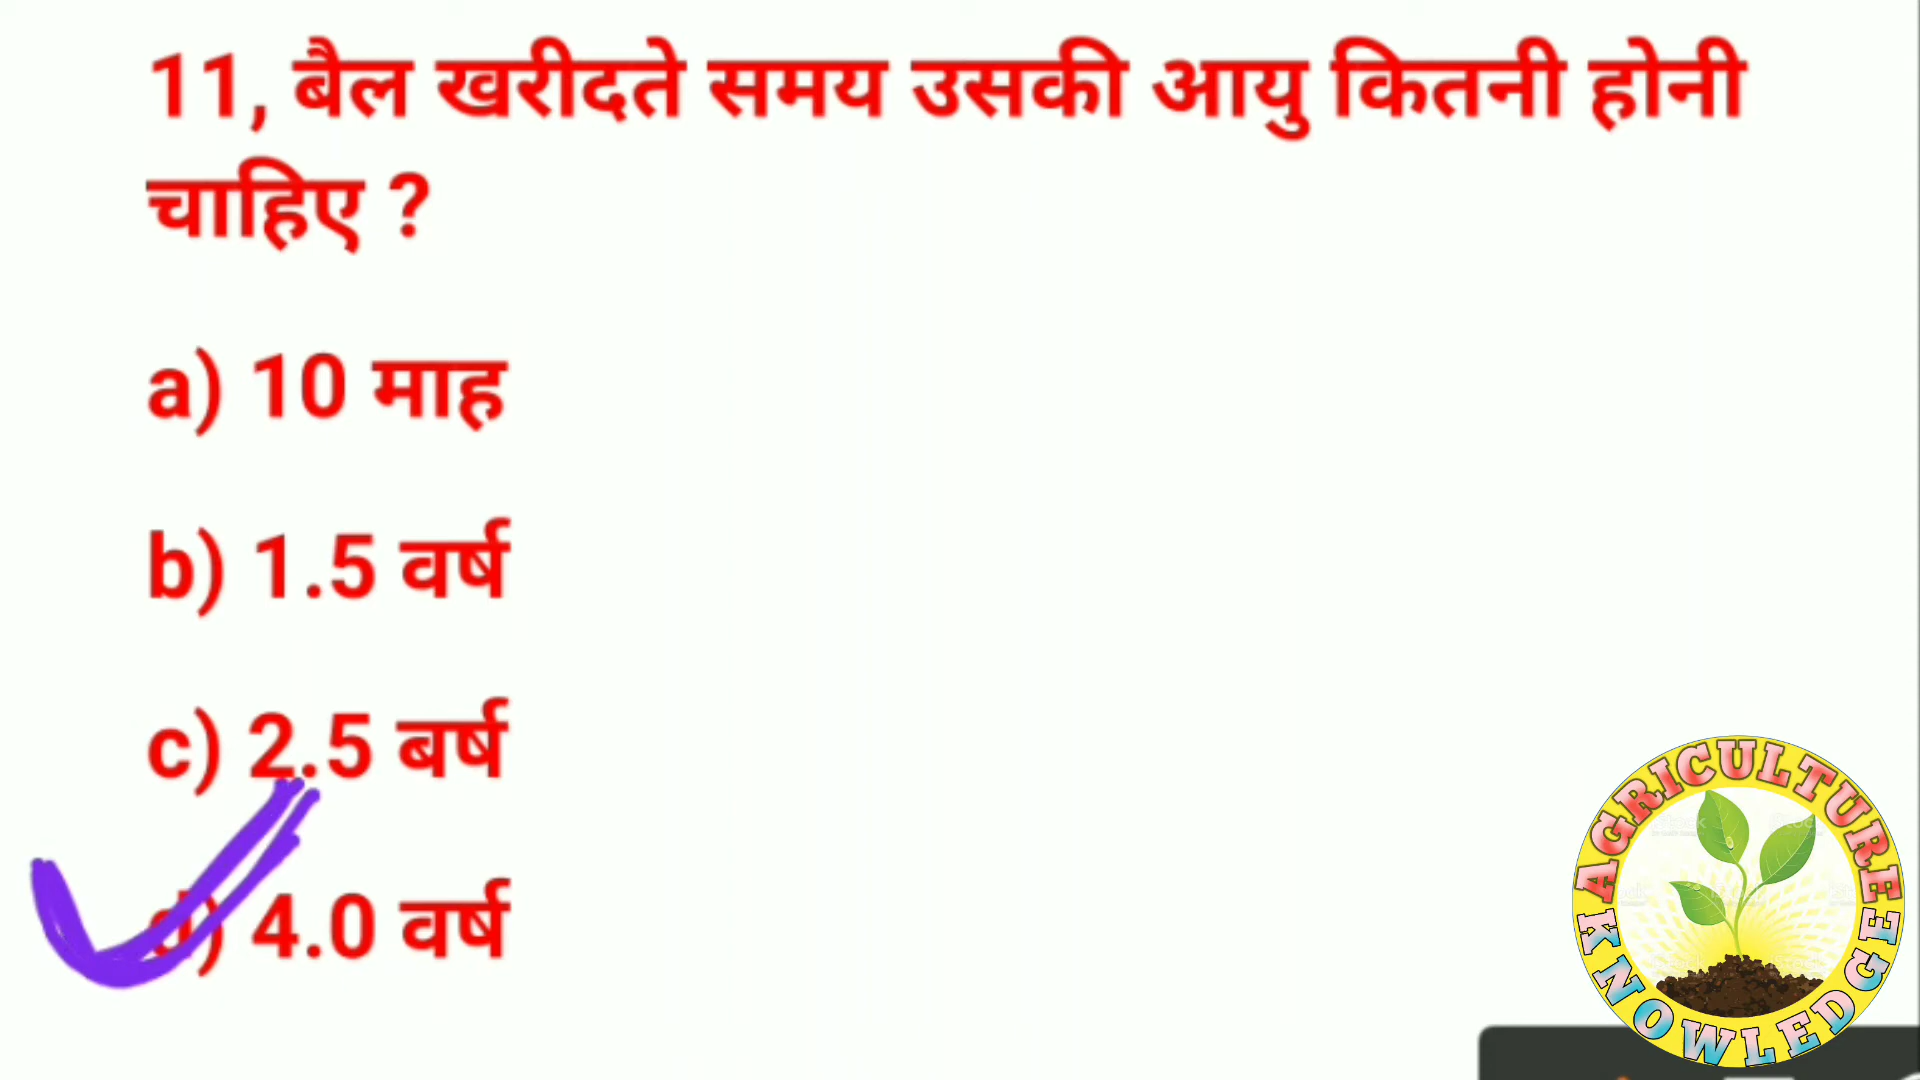 11, बैल खरीदते समय उसकी आयु कितनी होनी
चाहिए ?
a) 10 माह
b) 1.5 वर्ष
c) 2.5 बर्ष
d) 4.0 वर्ष
AGRICULTURE
KNOWLEDGE